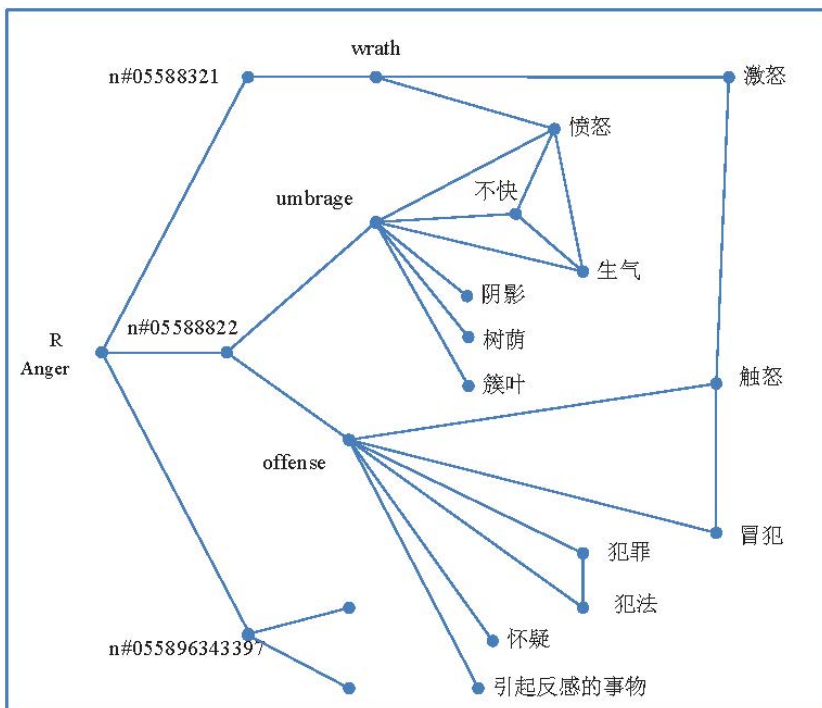 wrath
n#05588321
激怒
愤怒
不快
umbrage
生气
阴影
n#05588822
树荫
R
Anger
簇叶
触怒
offense
冒犯
犯罪
犯法
n#055896343397
怀疑
引起反感的事物